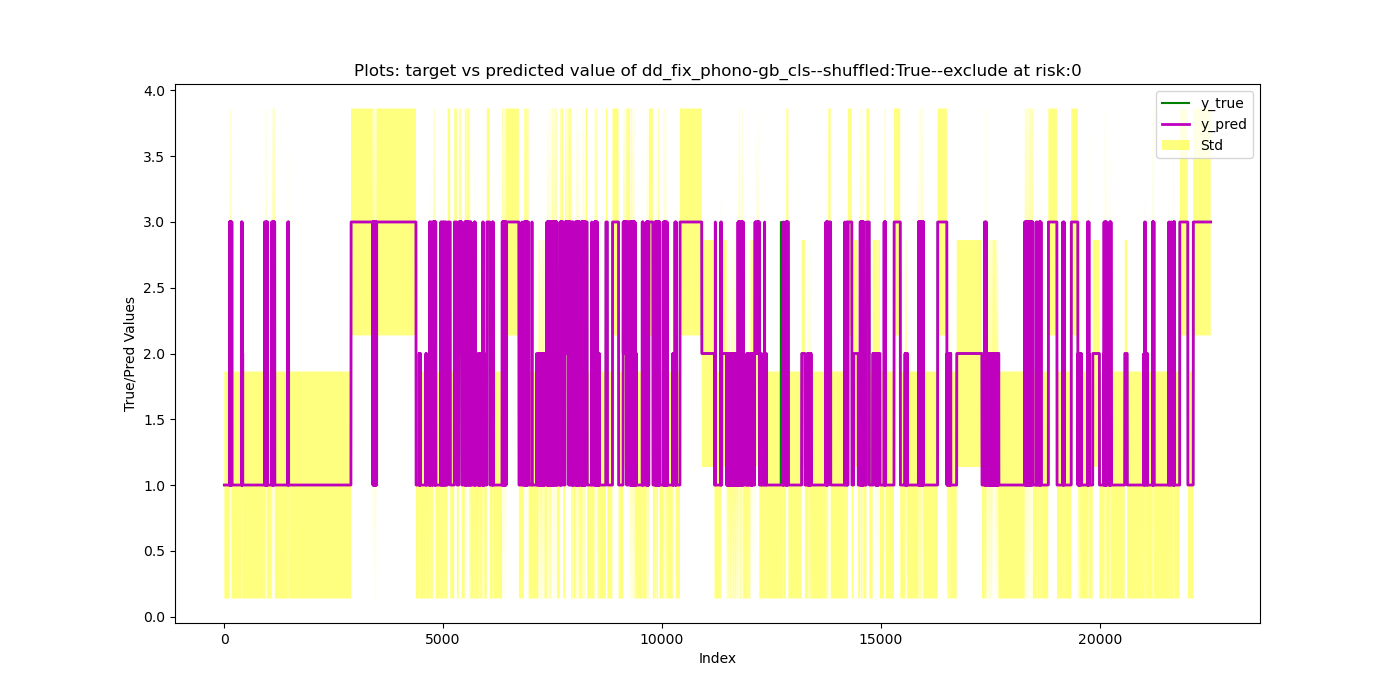 Plots: target vs predicted value of dd_fix_phono-gb_cls--shuffled:True--exclude at risk:0
4.0
3.5
3.0
2.5
2.0
1.5
1.0
0.5
0.0
True/Pred Values
y_true
y_pred
Std
0
5000
10000
15000
20000
Index